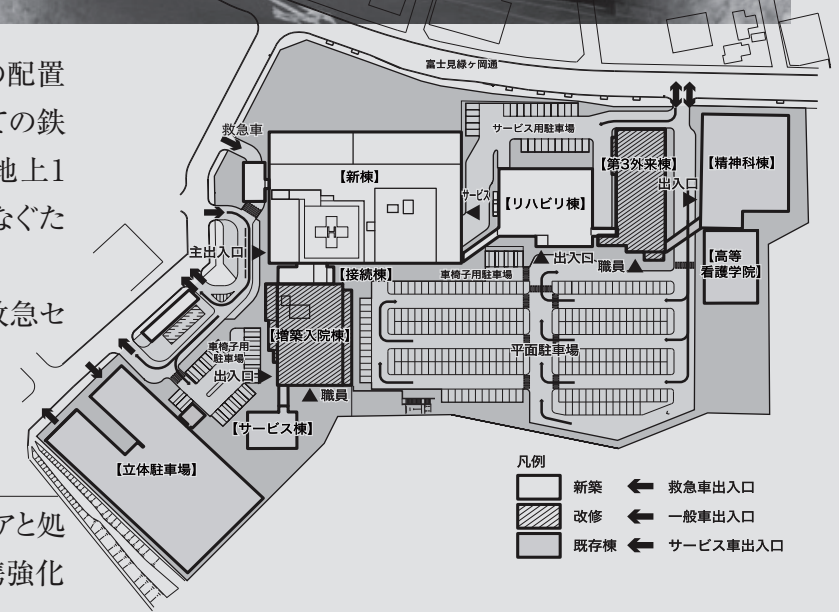 の配置
ての鉄
地上1
なぐた
救急セ
アと処
携強化
富士見緑ヶ岡通
救急車
サービス用駐車場
【新棟】
【第3外来棟】
【精神科棟】
出入口
サービス
【リハビリ棟】
主出入口
出入口
職員
【高等
看護学院】
【接続棟】
車椅子用駐車場
【増築入院棟】
車椅子用
駐車場
平面駐車場
出入口
職員
【サービス棟】
【立体駐車場】
凡例
新築
救急車出入口
改修
一般車出入口
既存棟
サービス車出入口